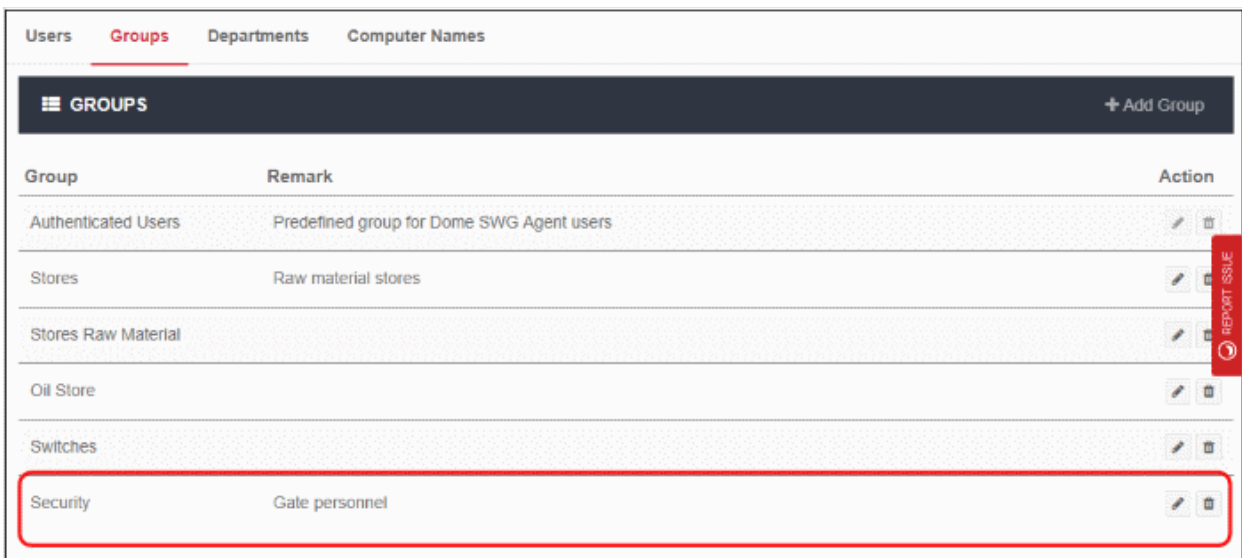 Users Groups Departments Computer Names
GROUPS + Add Group
Group Remark Action
Authenticated Users Predefined group for Dome SWG Agent users
Stores Raw material stores
REPORT ISSUE
Stores Raw Material
Oil Store
Switches
Security Gate personnel